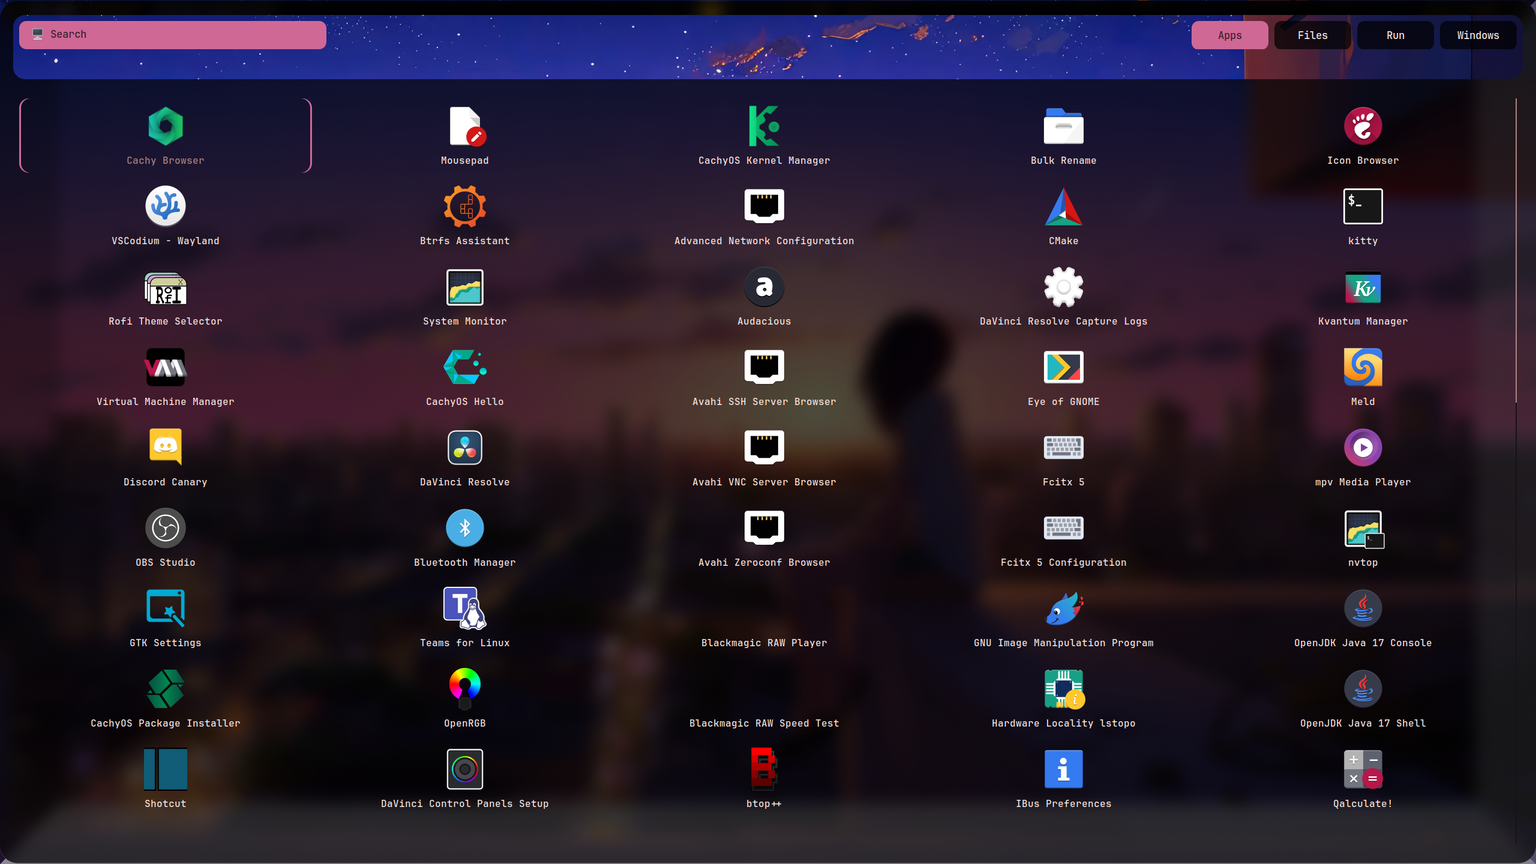 Search
Apps Files Run Windows
Cachy Browser Mousepad CachyOS Kernel Manager Bulk Rename Icon Browser
$_
VSCodium - Wayland Btrfs Assistant Advanced Network Configuration CMake kitty
Rofi a Kv
Rofi Theme Selector System Monitor Audacious DaVinci Resolve Capture Logs Kvantum Manager
Virtual Machine Manager CachyOS Hello Avahi SSH Server Browser Eye of GNOME Meld
Discord Canary DaVinci Resolve Avahi VNC Server Browser Fcitx 5 mpv Media Player
OBS Studio Bluetooth Manager Avahi Zeroconf Browser Fcitx 5 Configuration nvtop
T
GTK Settings Teams for Linux Blackmagic RAW Player GNU Image Manipulation Program OpenJDK Java 17 Console
CachyOS Package Installer OpenRGB Blackmagic RAW Speed Test Hardware Locality lstopo OpenJDK Java 17 Shell
Shotcut DaVinci Control Panels Setup btop++ IBus Preferences Qalculate!